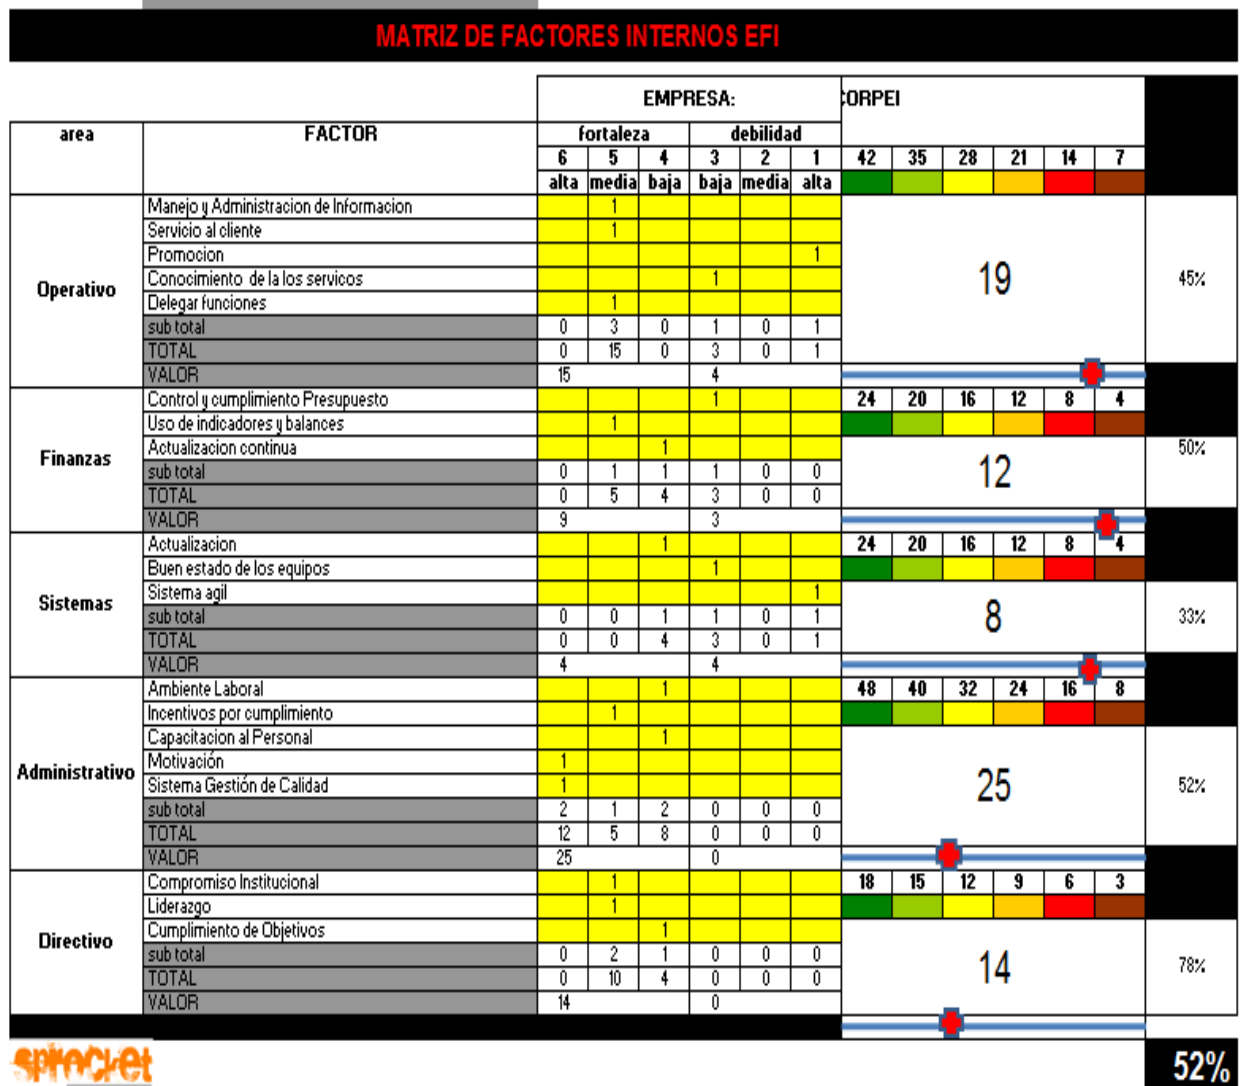 MATRIZ DE FACTORES INTERNOS EFI
EMPRESA: CORPEI
area FACTOR fortaleza debilidad
6 5 4 3 2 1 42 35 28 21 14 7
alta media baja baja media alta
Operativo
Manejo y Administracion de Informacion 1
Servicio al cliente 1
Promocion 1
Conocimiento de la los servicos 1
Delegar funciones 1
sub total 0 3 0 1 0 1
TOTAL 0 15 0 3 0 1
VALOR 15 4
19
45%
Finanzas
Control y cumplimiento Presupuesto 1 24 20 16 12 8 4
Uso de indicadores y balances 1
Actualizacion continua 1
sub total 0 1 1 1 0 0
TOTAL 0 5 4 3 0 0
VALOR 9 3
12
50%
Sistemas
Actualizacion 1 24 20 16 12 8 4
Buen estado de los equipos 1
Sistema agil 1
sub total 0 0 1 1 0 1
TOTAL 0 0 4 3 0 1
VALOR 4 4
8
33%
Administrativo
Ambiente Laboral 1 48 40 32 24 16 8
Incentivos por cumplimiento 1
Capacitacion al Personal 1
Motivación 1
Sistema Gestión de Calidad 1
sub total 2 1 2 0 0 0
TOTAL 12 5 8 0 0 0
VALOR 25 0
25
52%
Directivo
Compromiso Institucional 1 18 15 12 9 6 3
Liderazgo 1
Cumplimiento de Objetivos 1
sub total 0 2 1 0 0 0
TOTAL 0 10 4 0 0 0
VALOR 14 0
14
78%
sprocket
52%